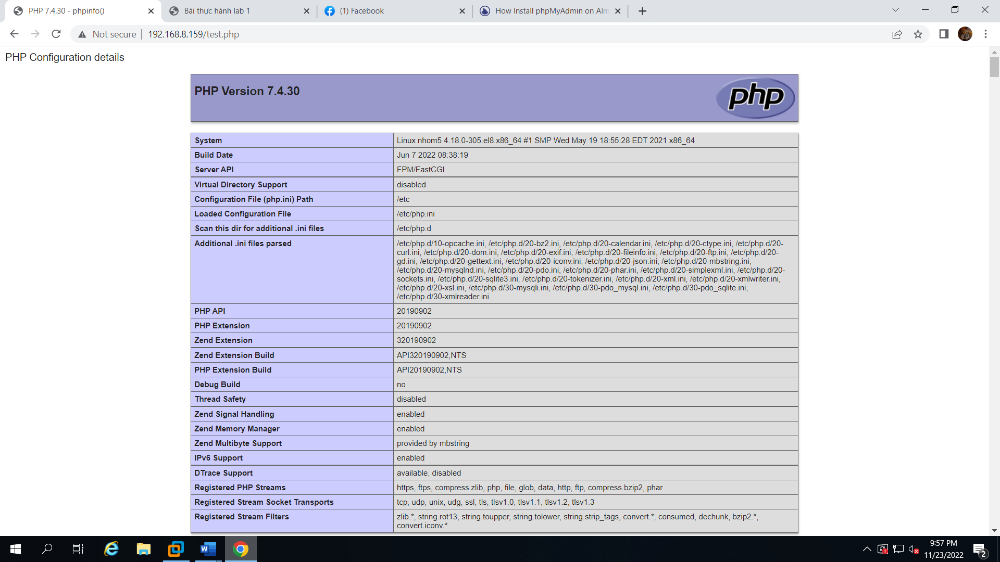 PHP 7.4.30 - phpinfo()
Bài thực hành lab 1
(1) Facebook
How Install phpMyAdmin on Alm
Not secure
192.168.8.159/test.php
PHP Configuration details
PHP Version 7.4.30
php
System Linux nhom5 4.18.0-305.el8.x86_64 #1 SMP Wed May 19 18:55:28 EDT 2021 x86_64
Build Date Jun 7 2022 08:38:19
Server API FPM/FastCGI
Virtual Directory Support disabled
Configuration File (php.ini) Path /etc
Loaded Configuration File /etc/php.ini
Scan this dir for additional .ini files /etc/php.d
Additional .ini files parsed /etc/php.d/10-opcache.ini, /etc/php.d/20-bz2.ini, /etc/php.d/20-calendar.ini, /etc/php.d/20-ctype.ini, /etc/php.d/20-
curl.ini, /etc/php.d/20-dom.ini, /etc/php.d/20-exif.ini, /etc/php.d/20-fileinfo.ini, /etc/php.d/20-ftp.ini, /etc/php.d/20-
gd.ini, /etc/php.d/20-gettext.ini, /etc/php.d/20-iconv.ini, /etc/php.d/20-json.ini, /etc/php.d/20-mbstring.ini,
/etc/php.d/20-mysqlnd.ini, /etc/php.d/20-pdo.ini, /etc/php.d/20-phar.ini, /etc/php.d/20-simplexml.ini, /etc/php.d/20-
sockets.ini, /etc/php.d/20-sqlite3.ini, /etc/php.d/20-tokenizer.ini, /etc/php.d/20-xml.ini, /etc/php.d/20-xmlwriter.ini,
/etc/php.d/20-xsl.ini, /etc/php.d/30-mysqli.ini, /etc/php.d/30-pdo_mysql.ini, /etc/php.d/30-pdo_sqlite.ini,
/etc/php.d/30-xmlreader.ini
PHP API 20190902
PHP Extension 20190902
Zend Extension 320190902
Zend Extension Build API320190902,NTS
PHP Extension Build API20190902,NTS
Debug Build no
Thread Safety disabled
Zend Signal Handling enabled
Zend Memory Manager enabled
Zend Multibyte Support provided by mbstring
IPv6 Support enabled
DTrace Support available, disabled
Registered PHP Streams https, ftps, compress.zlib, php, file, glob, data, http, ftp, compress.bzip2, phar
Registered Stream Socket Transports tcp, udp, unix, udg, ssl, tls, tlsv1.0, tlsv1.1, tlsv1.2, tlsv1.3
Registered Stream Filters zlib.*, string.rot13, string.toupper, string.tolower, string.strip_tags, convert.*, consumed, dechunk, bzip2.*,
convert.iconv.*
W
9:57 PM
11/23/2022
2